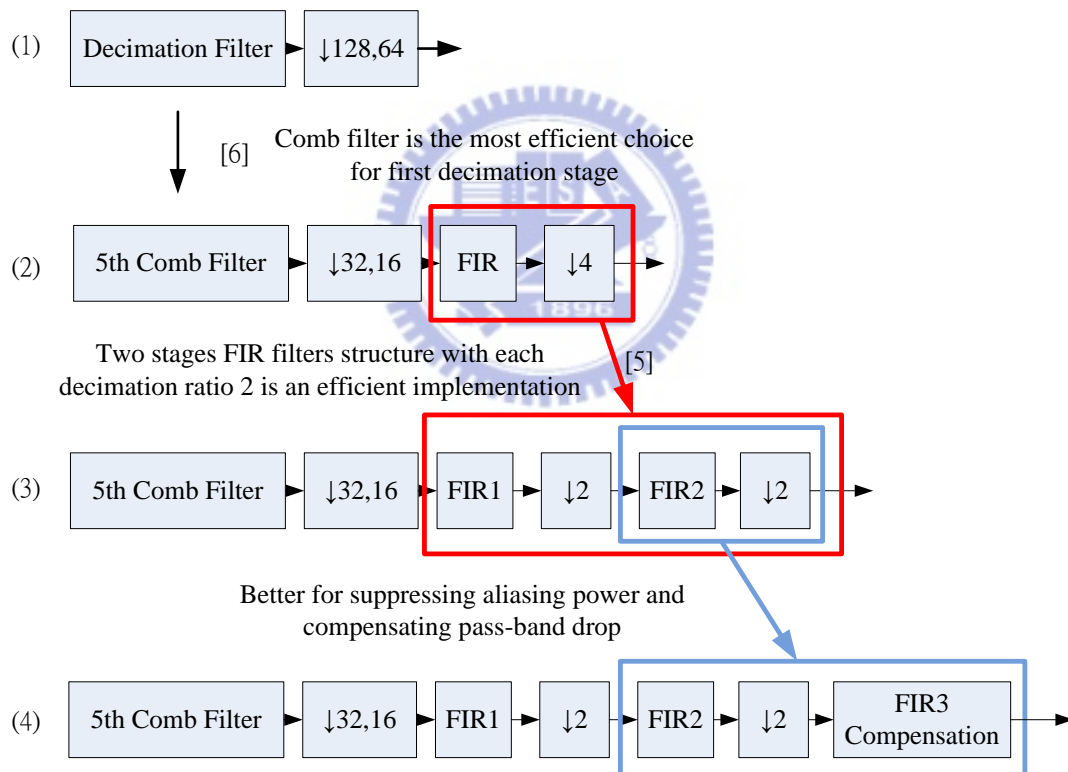 (1) Decimation Filter ↓128,64
[6]
Comb filter is the most efficient choice
for first decimation stage
(2) 5th Comb Filter ↓32,16 FIR ↓4
1896
Two stages FIR filters structure with each
decimation ratio 2 is an efficient implementation
[5]
(3) 5th Comb Filter ↓32,16 FIR1 ↓2 FIR2 ↓2
Better for suppressing aliasing power and
compensating pass-band drop
(4) 5th Comb Filter ↓32,16 FIR1 ↓2 FIR2 ↓2 FIR3
Compensation